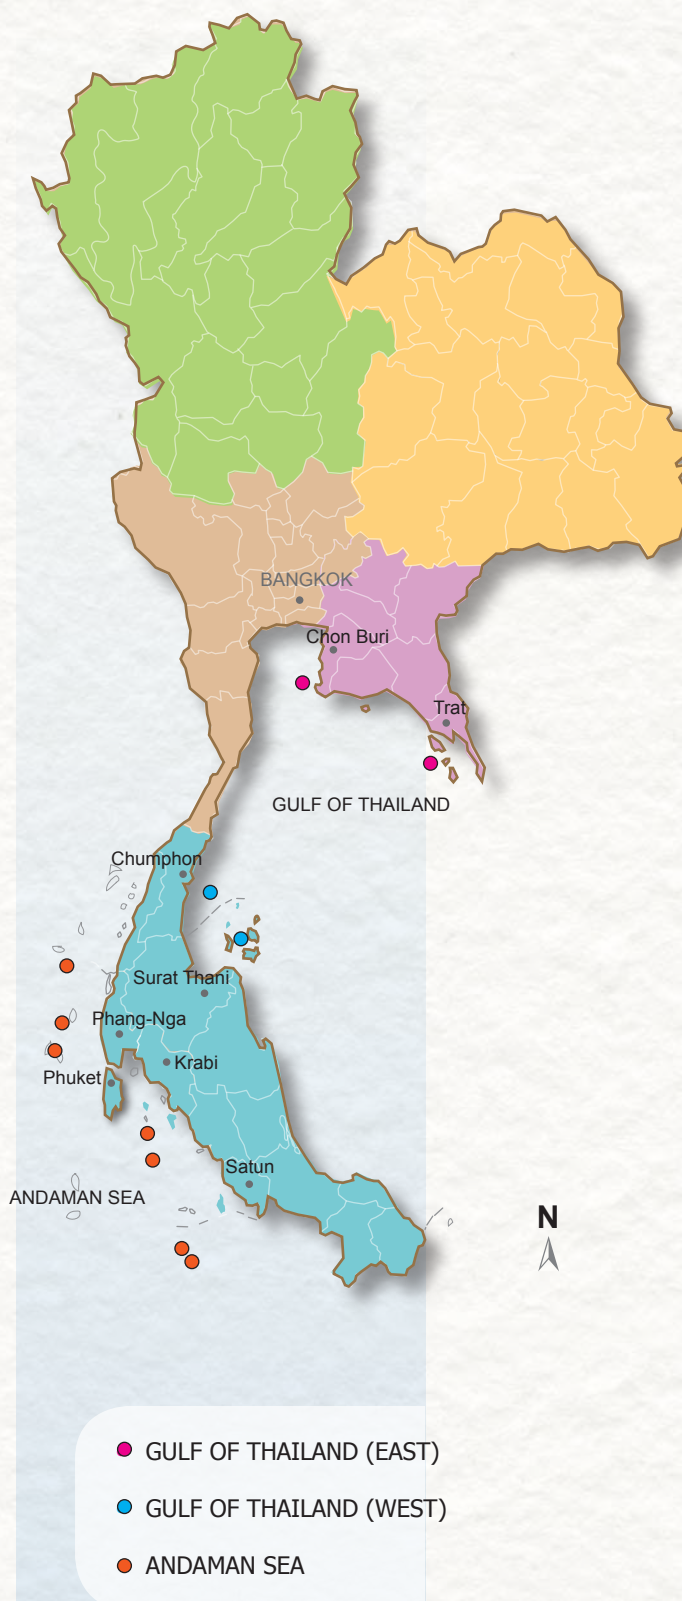 BANGKOK
Chon Buri
Trat
GULF OF THAILAND
Chumphon
Surat Thani
Phang-Nga
Krabi
Phuket
Satun
ANDAMAN SEA
N
GULF OF THAILAND (EAST)
GULF OF THAILAND (WEST)
ANDAMAN SEA